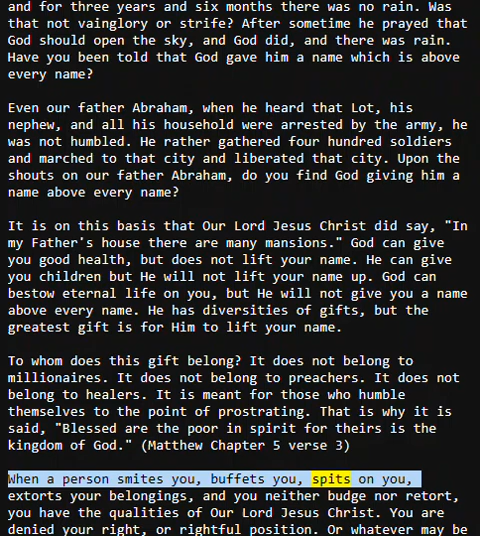 and for three years and six months there was no rain. Was
that not vainglory or strife? After sometime he prayed that
God should open the sky, and God did, and there was rain.
Have you been told that God gave him a name which is above
every name?
Even our father Abraham, when he heard that Lot, his
nephew, and all his household were arrested by the army, he
was not humbled. He rather gathered four hundred soldiers
and marched to that city and liberated that city. Upon the
shouts on our father Abraham, do you find God giving him a
name above every name?
It is on this basis that Our Lord Jesus Christ did say, "In
my Father's house there are many mansions." God can give
you good health, but does not lift your name. He can give
you children but He will not lift your name up. God can
bestow eternal life on you, but He will not give you a name
above every name. He has diversities of gifts, but the
greatest gift is for Him to lift your name.
To whom does this gift belong? It does not belong to
millionaires. It does not belong to preachers. It does not
belong to healers. It is meant for those who humble
themselves to the point of prostrating. That is why it is
said, "Blessed are the poor in spirit for theirs is the
kingdom of God." (Matthew Chapter 5 verse 3)
When a person smites you, buffets you, spits on you,
extorts your belongings, and you neither budge nor retort,
you have the qualities of Our Lord Jesus Christ. You are
denied your right, or rightful position. Or whatever may be